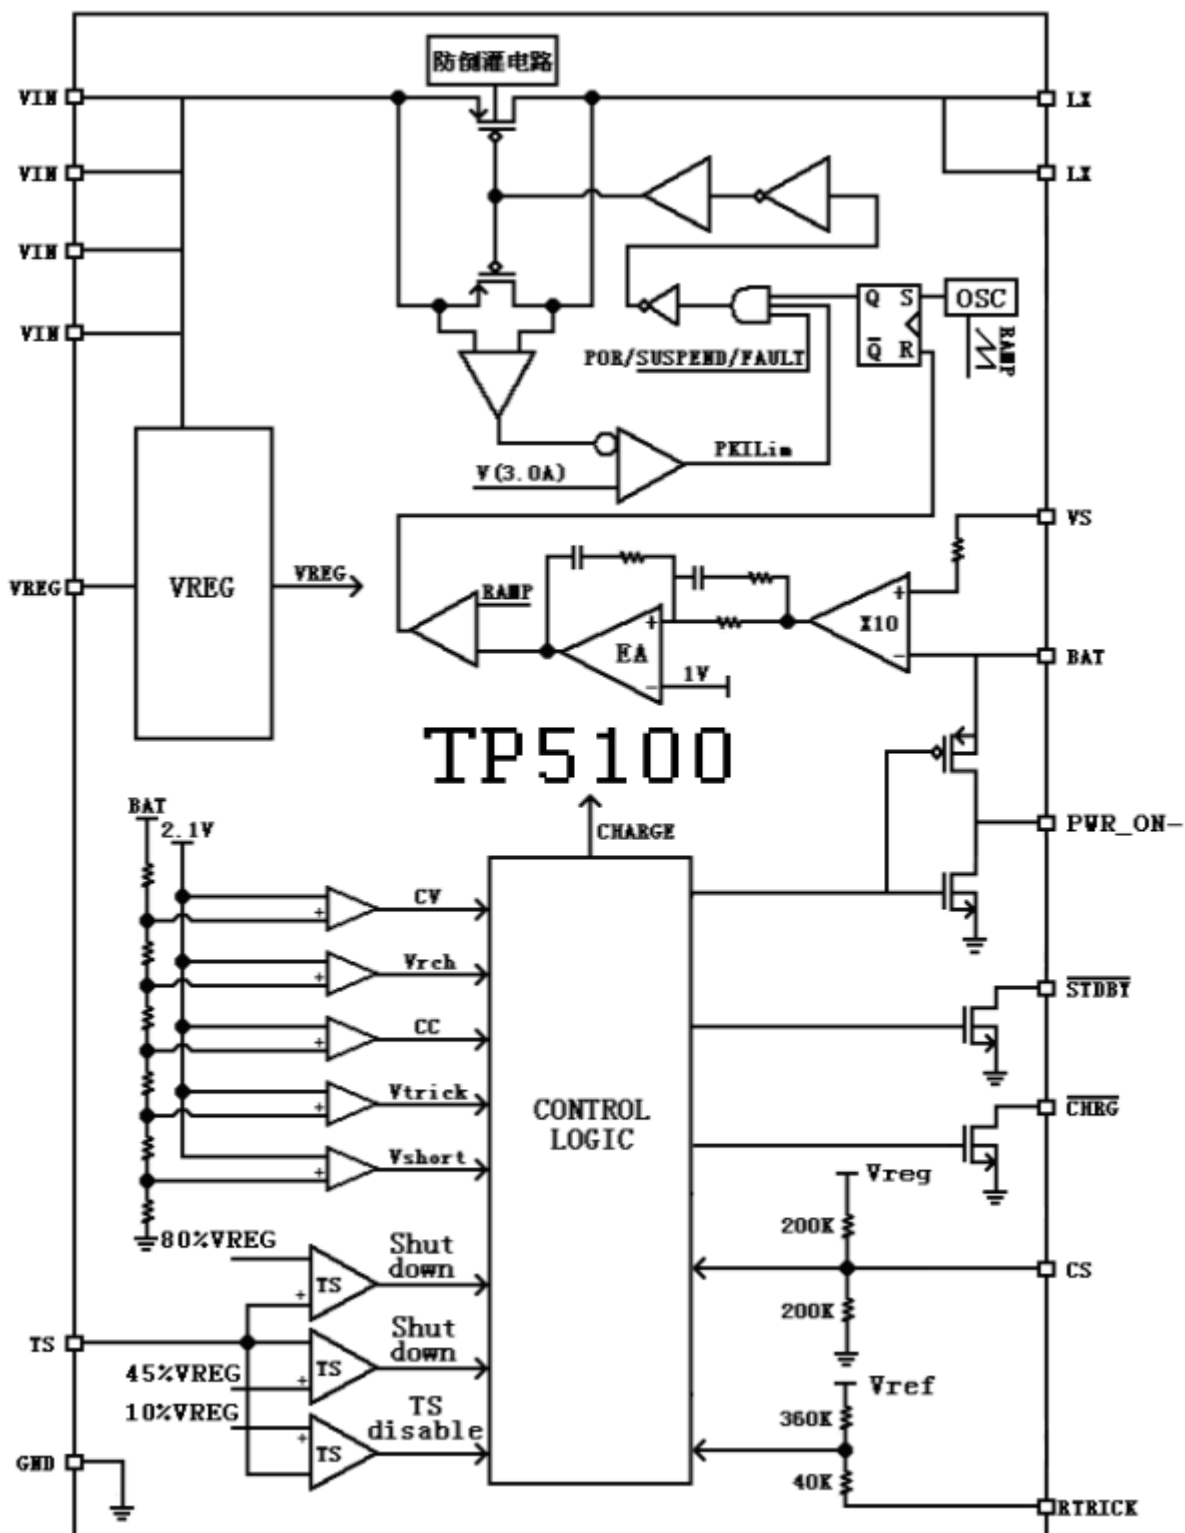 防倒灌电路
VIN
LX
VIN
LX
VIN
VIN
Q S
OSC
Q̅ R
RAMP
POR/SUSPEND/FAULT
PKILim
V(3.0A)
VS
VREG
VREG
VREG
RAMP
+
X10
-
+
EA
1V
-
BAT
TP5100
BAT
2.1V
CHARGE
PWR_ON-
CV
+
Vrch
+
CC
+
Vtrick
+
Vshort
+
CONTROL
LOGIC
S̅T̅D̅B̅Y̅
C̅H̅R̅G̅
Vreg
200K
CS
200K
80%VREG
Shut
down
TS
+
TS
Shut
down
45%VREG
TS
+
10%VREG
TS
disable
+
TS
Vref
360K
40K
GND
RTRICK